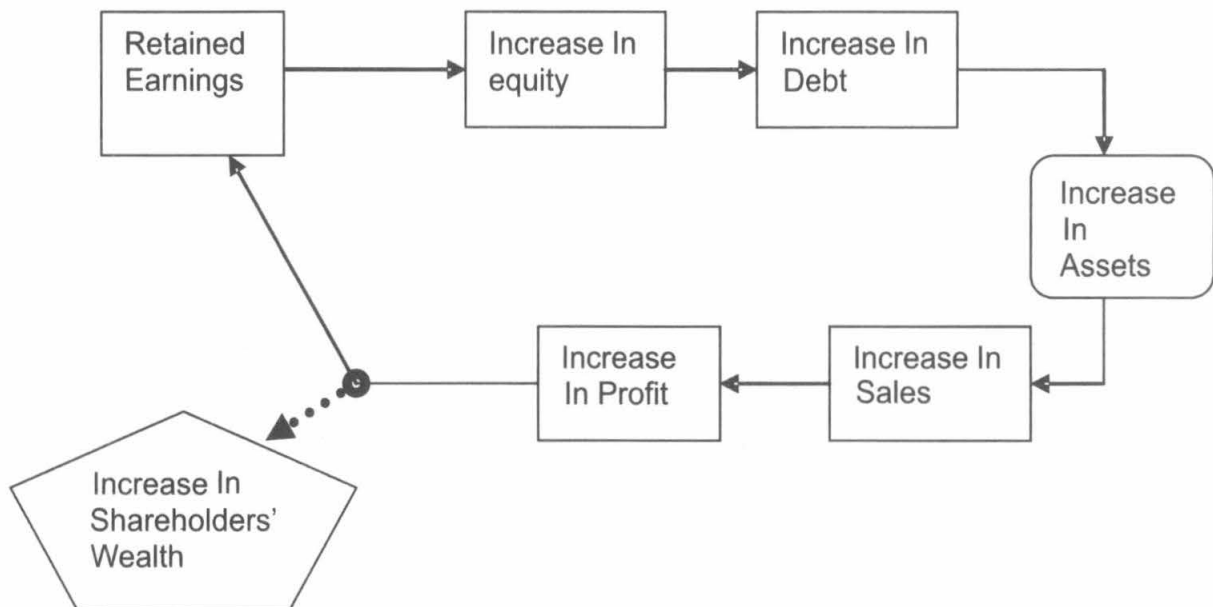 Retained
Earnings
Increase In
equity
Increase In
Debt
Increase
In
Assets
Increase In
Sales
Increase
In Profit
Increase In
Shareholders’
Wealth